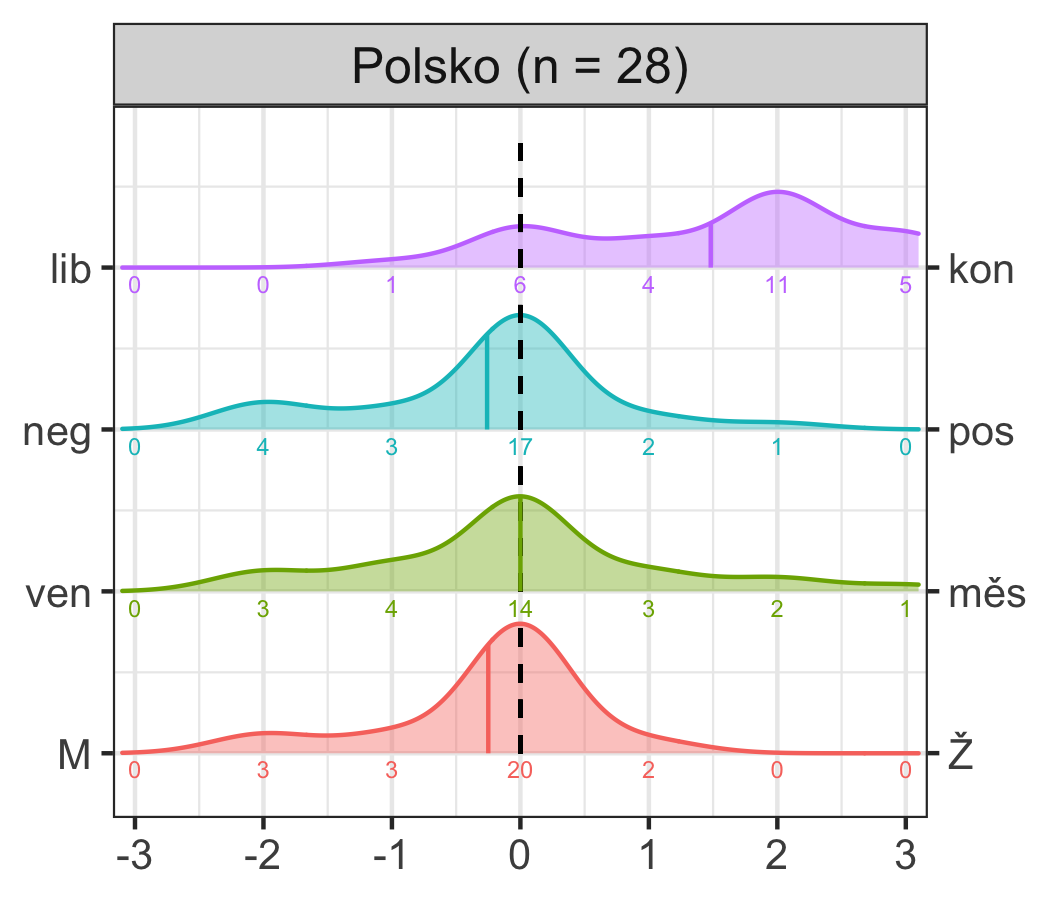 Polsko (n = 28)
lib kon
0 0 1 6 4 11 5
neg pos
0 4 3 17 2 1 0
ven měs
0 3 4 14 3 2 1
M Ž
0 3 3 20 2 0 0
-3 -2 -1 0 1 2 3